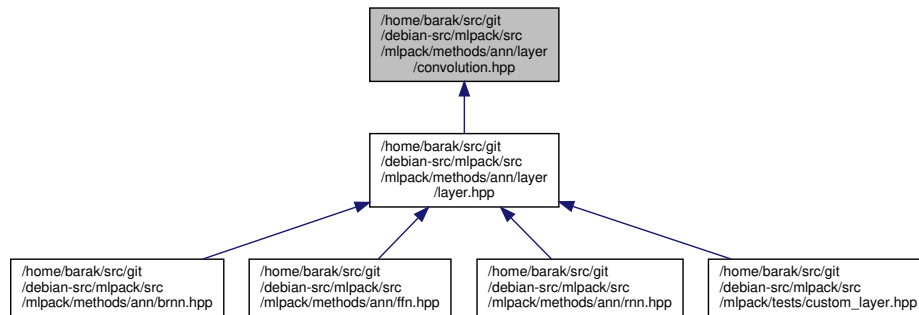 /home/barak/src/git
/debian-src/mlpack/src
/mlpack/methods/ann/layer
/convolution.hpp
/home/barak/src/git
/debian-src/mlpack/src
/mlpack/methods/ann/layer
/layer.hpp
/home/barak/src/git
/debian-src/mlpack/src
/mlpack/methods/ann/brnn.hpp
/home/barak/src/git
/debian-src/mlpack/src
/mlpack/methods/ann/ffn.hpp
/home/barak/src/git
/debian-src/mlpack/src
/mlpack/methods/ann/rnn.hpp
/home/barak/src/git
/debian-src/mlpack/src
/mlpack/tests/custom_layer.hpp